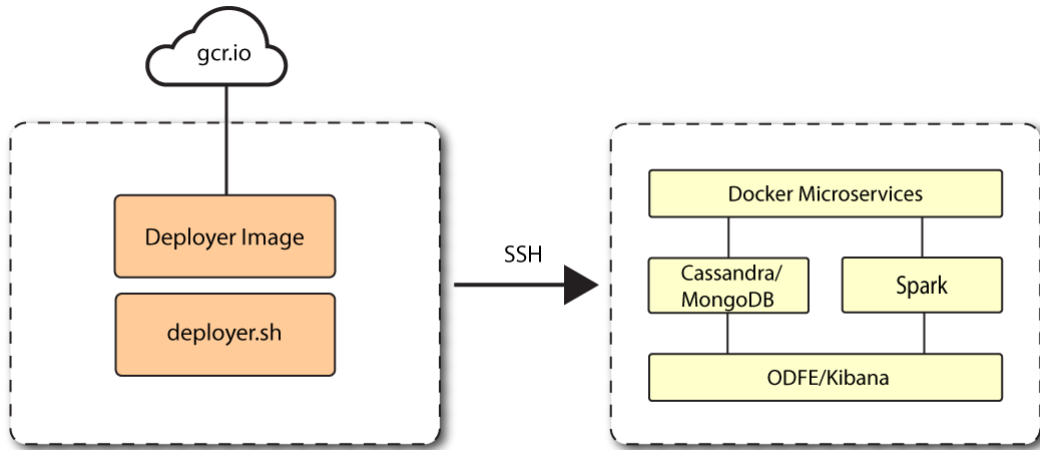 gcr.io
Deployer Image
deployer.sh
SSH
Docker Microservices
Cassandra/
MongoDB
Spark
ODFE/Kibana